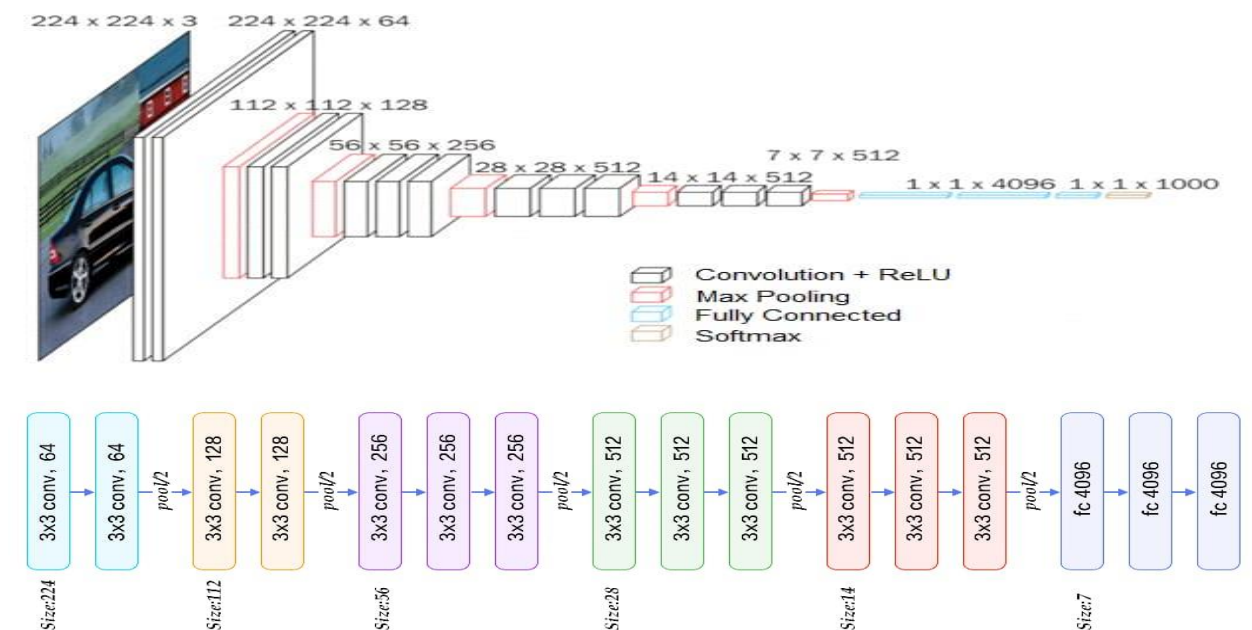 224 x 224 x 3
224 x 224 x 64
112 x 112 x 128
56 x 56 x 256
28 x 28 x 512
14 x 14 x 512
7 x 7 x 512
1 x 1 x 4096
1 x 1 x 1000
Convolution + ReLU
Max Pooling
Fully Connected
Softmax
3x3 conv, 64
3x3 conv, 64
pool/2
3x3 conv, 128
3x3 conv, 128
pool/2
3x3 conv, 256
3x3 conv, 256
3x3 conv, 256
pool/2
3x3 conv, 512
3x3 conv, 512
3x3 conv, 512
pool/2
3x3 conv, 512
3x3 conv, 512
3x3 conv, 512
pool/2
fc 4096
fc 4096
fc 4096
Size:224
Size:112
Size:56
Size:28
Size:14
Size:7